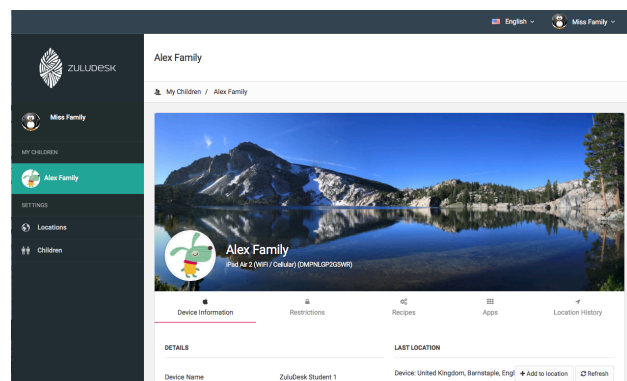 English
Miss Family
ZULUDESK
Alex Family
My Children / Alex Family
Miss Family
MY CHILDREN
Alex Family
SETTINGS
Locations
Children
Alex Family
iPad Air 2 (WiFi / Cellular) (DMPNLGP2G5WR)
Device Information Restrictions Recipes Apps Location History
DETAILS
LAST LOCATION
Device Name ZuluDesk Student 1
Device: United Kingdom, Barnstaple, Engl + Add to location Refresh